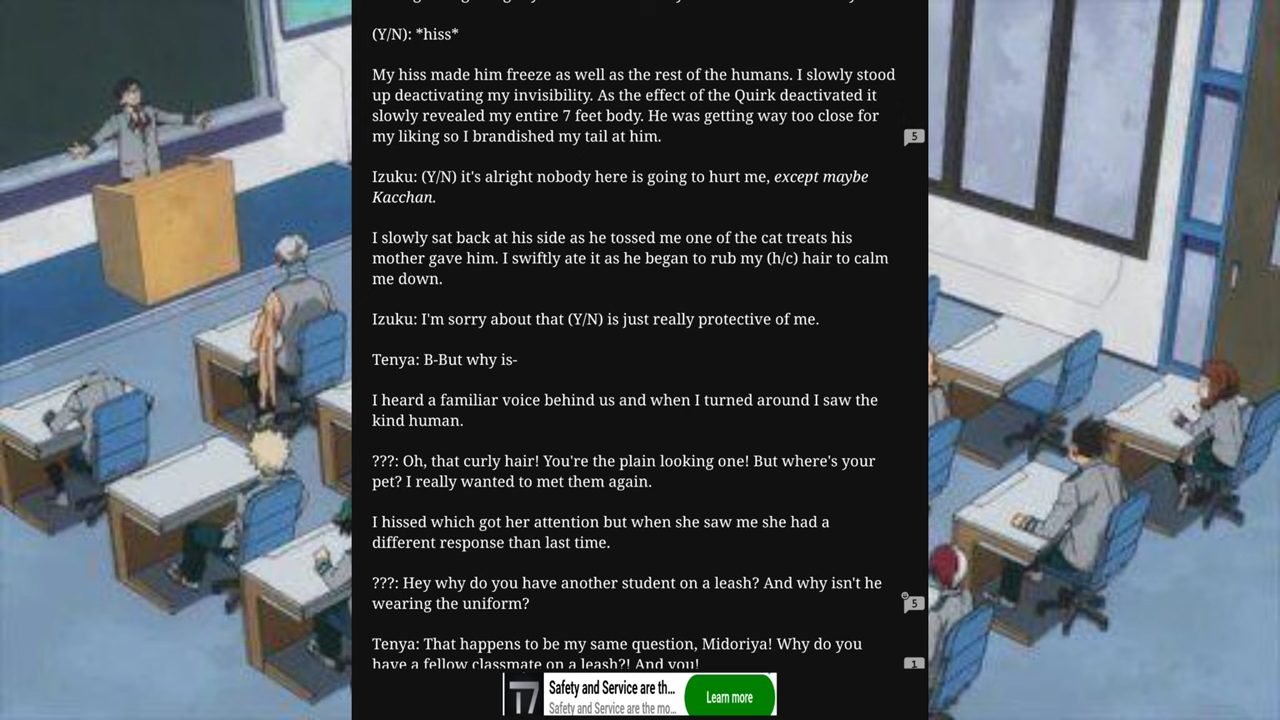 (Y/N): *hiss*
My hiss made him freeze as well as the rest of the humans. I slowly stood
up deactivating my invisibility. As the effect of the Quirk deactivated it
slowly revealed my entire 7 feet body. He was getting way too close for
my liking so I brandished my tail at him.
5
Izuku: (Y/N) it's alright nobody here is going to hurt me, except maybe
Kacchan.
I slowly sat back at his side as he tossed me one of the cat treats his
mother gave him. I swiftly ate it as he began to rub my (h/c) hair to calm
me down.
Izuku: I'm sorry about that (Y/N) is just really protective of me.
Tenya: B-But why is-
I heard a familiar voice behind us and when I turned around I saw the
kind human.
???: Oh, that curly hair! You're the plain looking one! But where's your
pet? I really wanted to met them again.
I hissed which got her attention but when she saw me she had a
different response than last time.
???: Hey why do you have another student on a leash? And why isn't he
wearing the uniform?
5
Tenya: That happens to be my same question, Midoriya! Why do you
have a fellow classmate on a leash?! And you!
1
Safety and Service are th...
Safety and Service are the mo...
Learn more